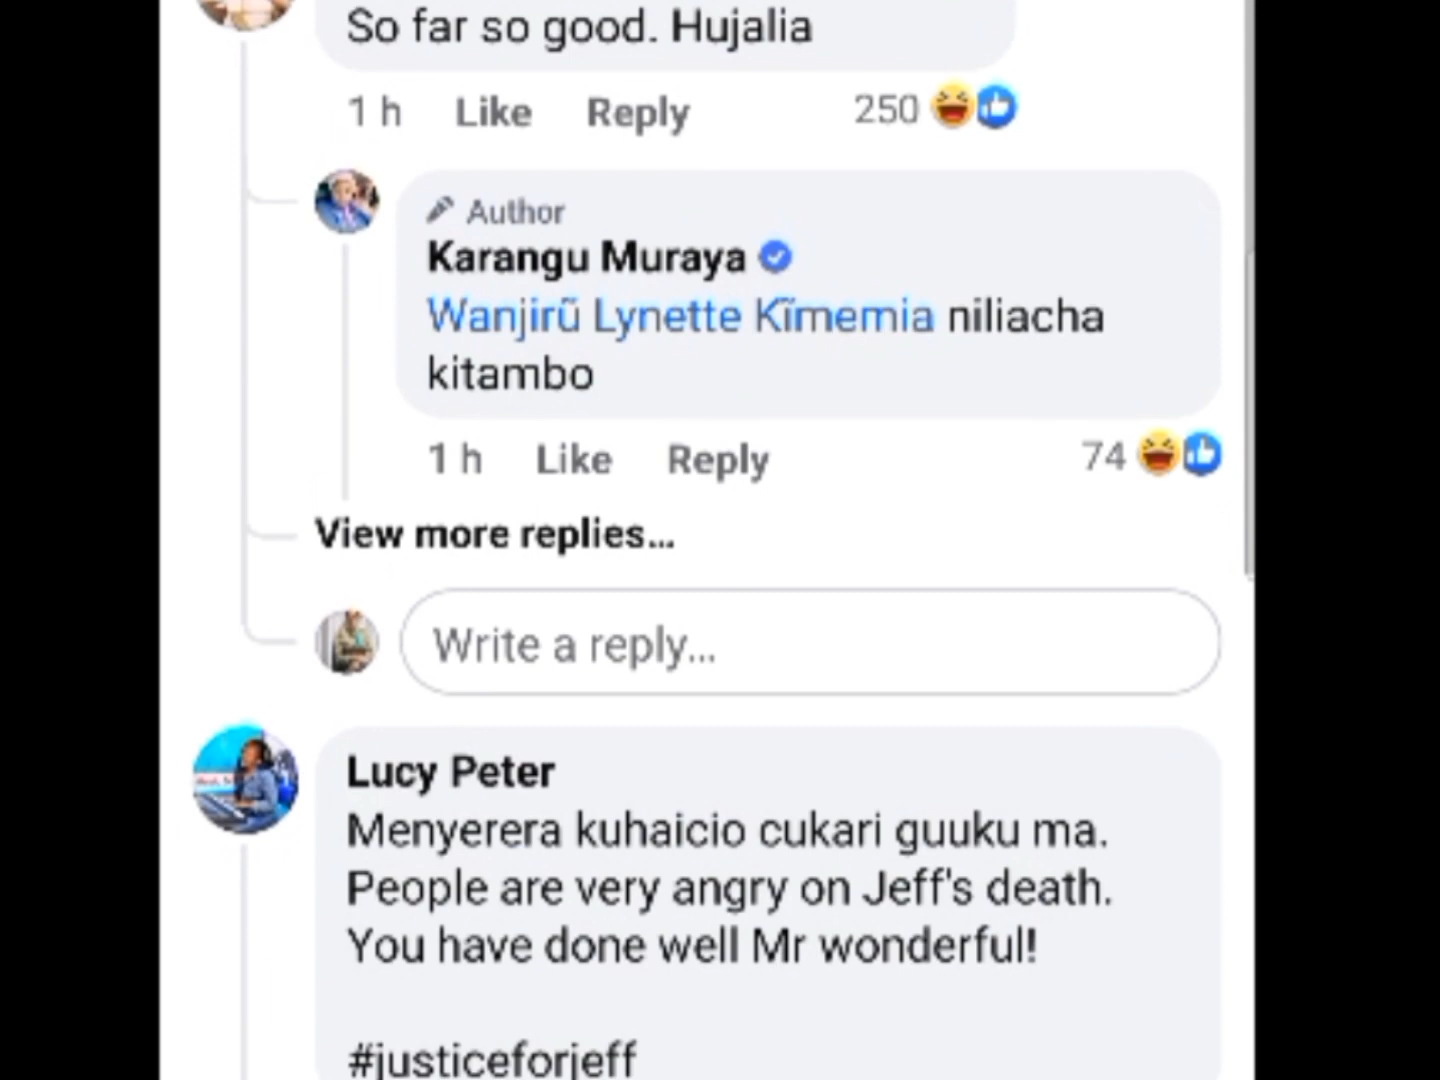 So far so good. Hujalia
1 h Like Reply 250
Author
Karangu Muraya
Wanjirũ Lynette Kĩmemia niliacha
kitambo
1 h Like Reply 74
View more replies...
Write a reply...
Lucy Peter
Menyerera kuhaicio cukari guuku ma.
People are very angry on Jeff's death.
You have done well Mr wonderful!
#justiceforjeff